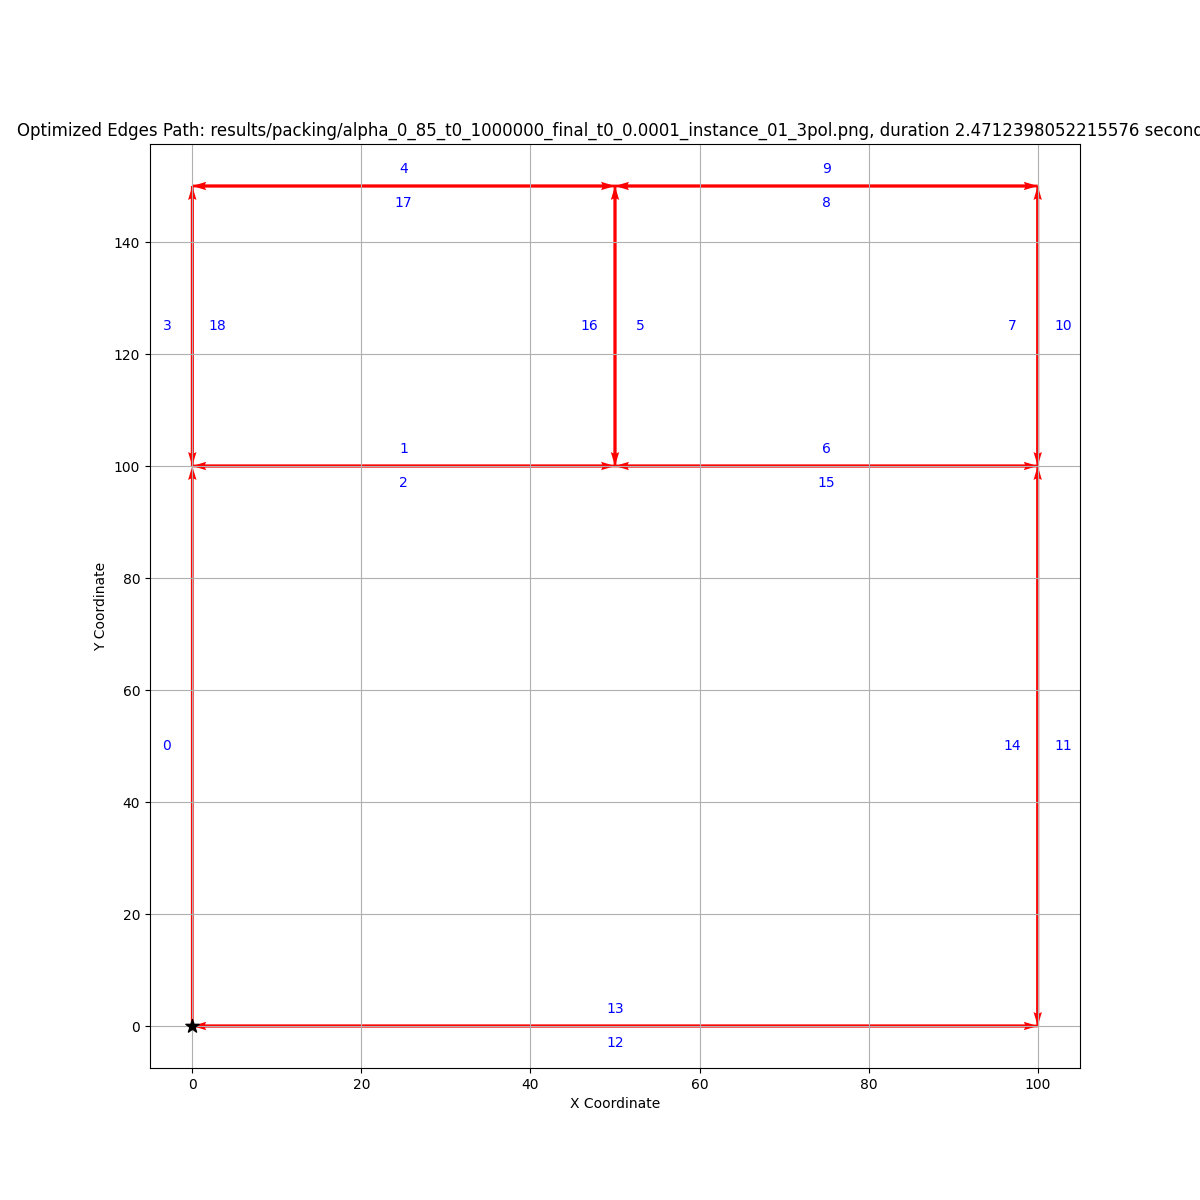 Optimized Edges Path: results/packing/alpha_0_85_t0_1000000_final_t0_0.0001_instance_01_3pol.png, duration 2.4712398052215576
4 9
17 8
140
3 18 16 5 7 10
120
1 6
100
2 15
80
Y Coordinate
60
0 14 11
40
20
13
0
12
0 20 40 60 80 100
X Coordinate